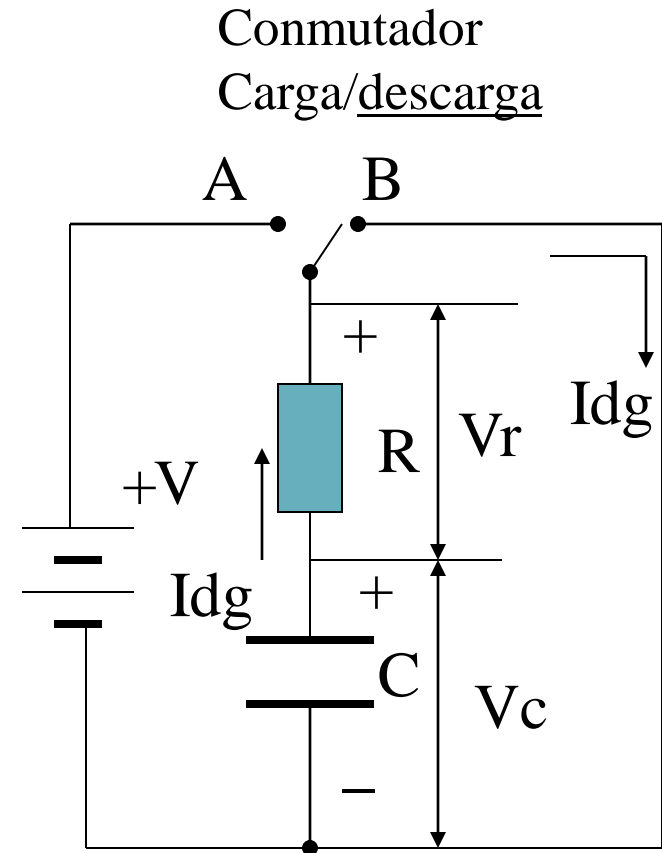 Conmutador
Carga/descarga
A B
+
Idg
R Vr
+V
Idg +
C
Vc
−